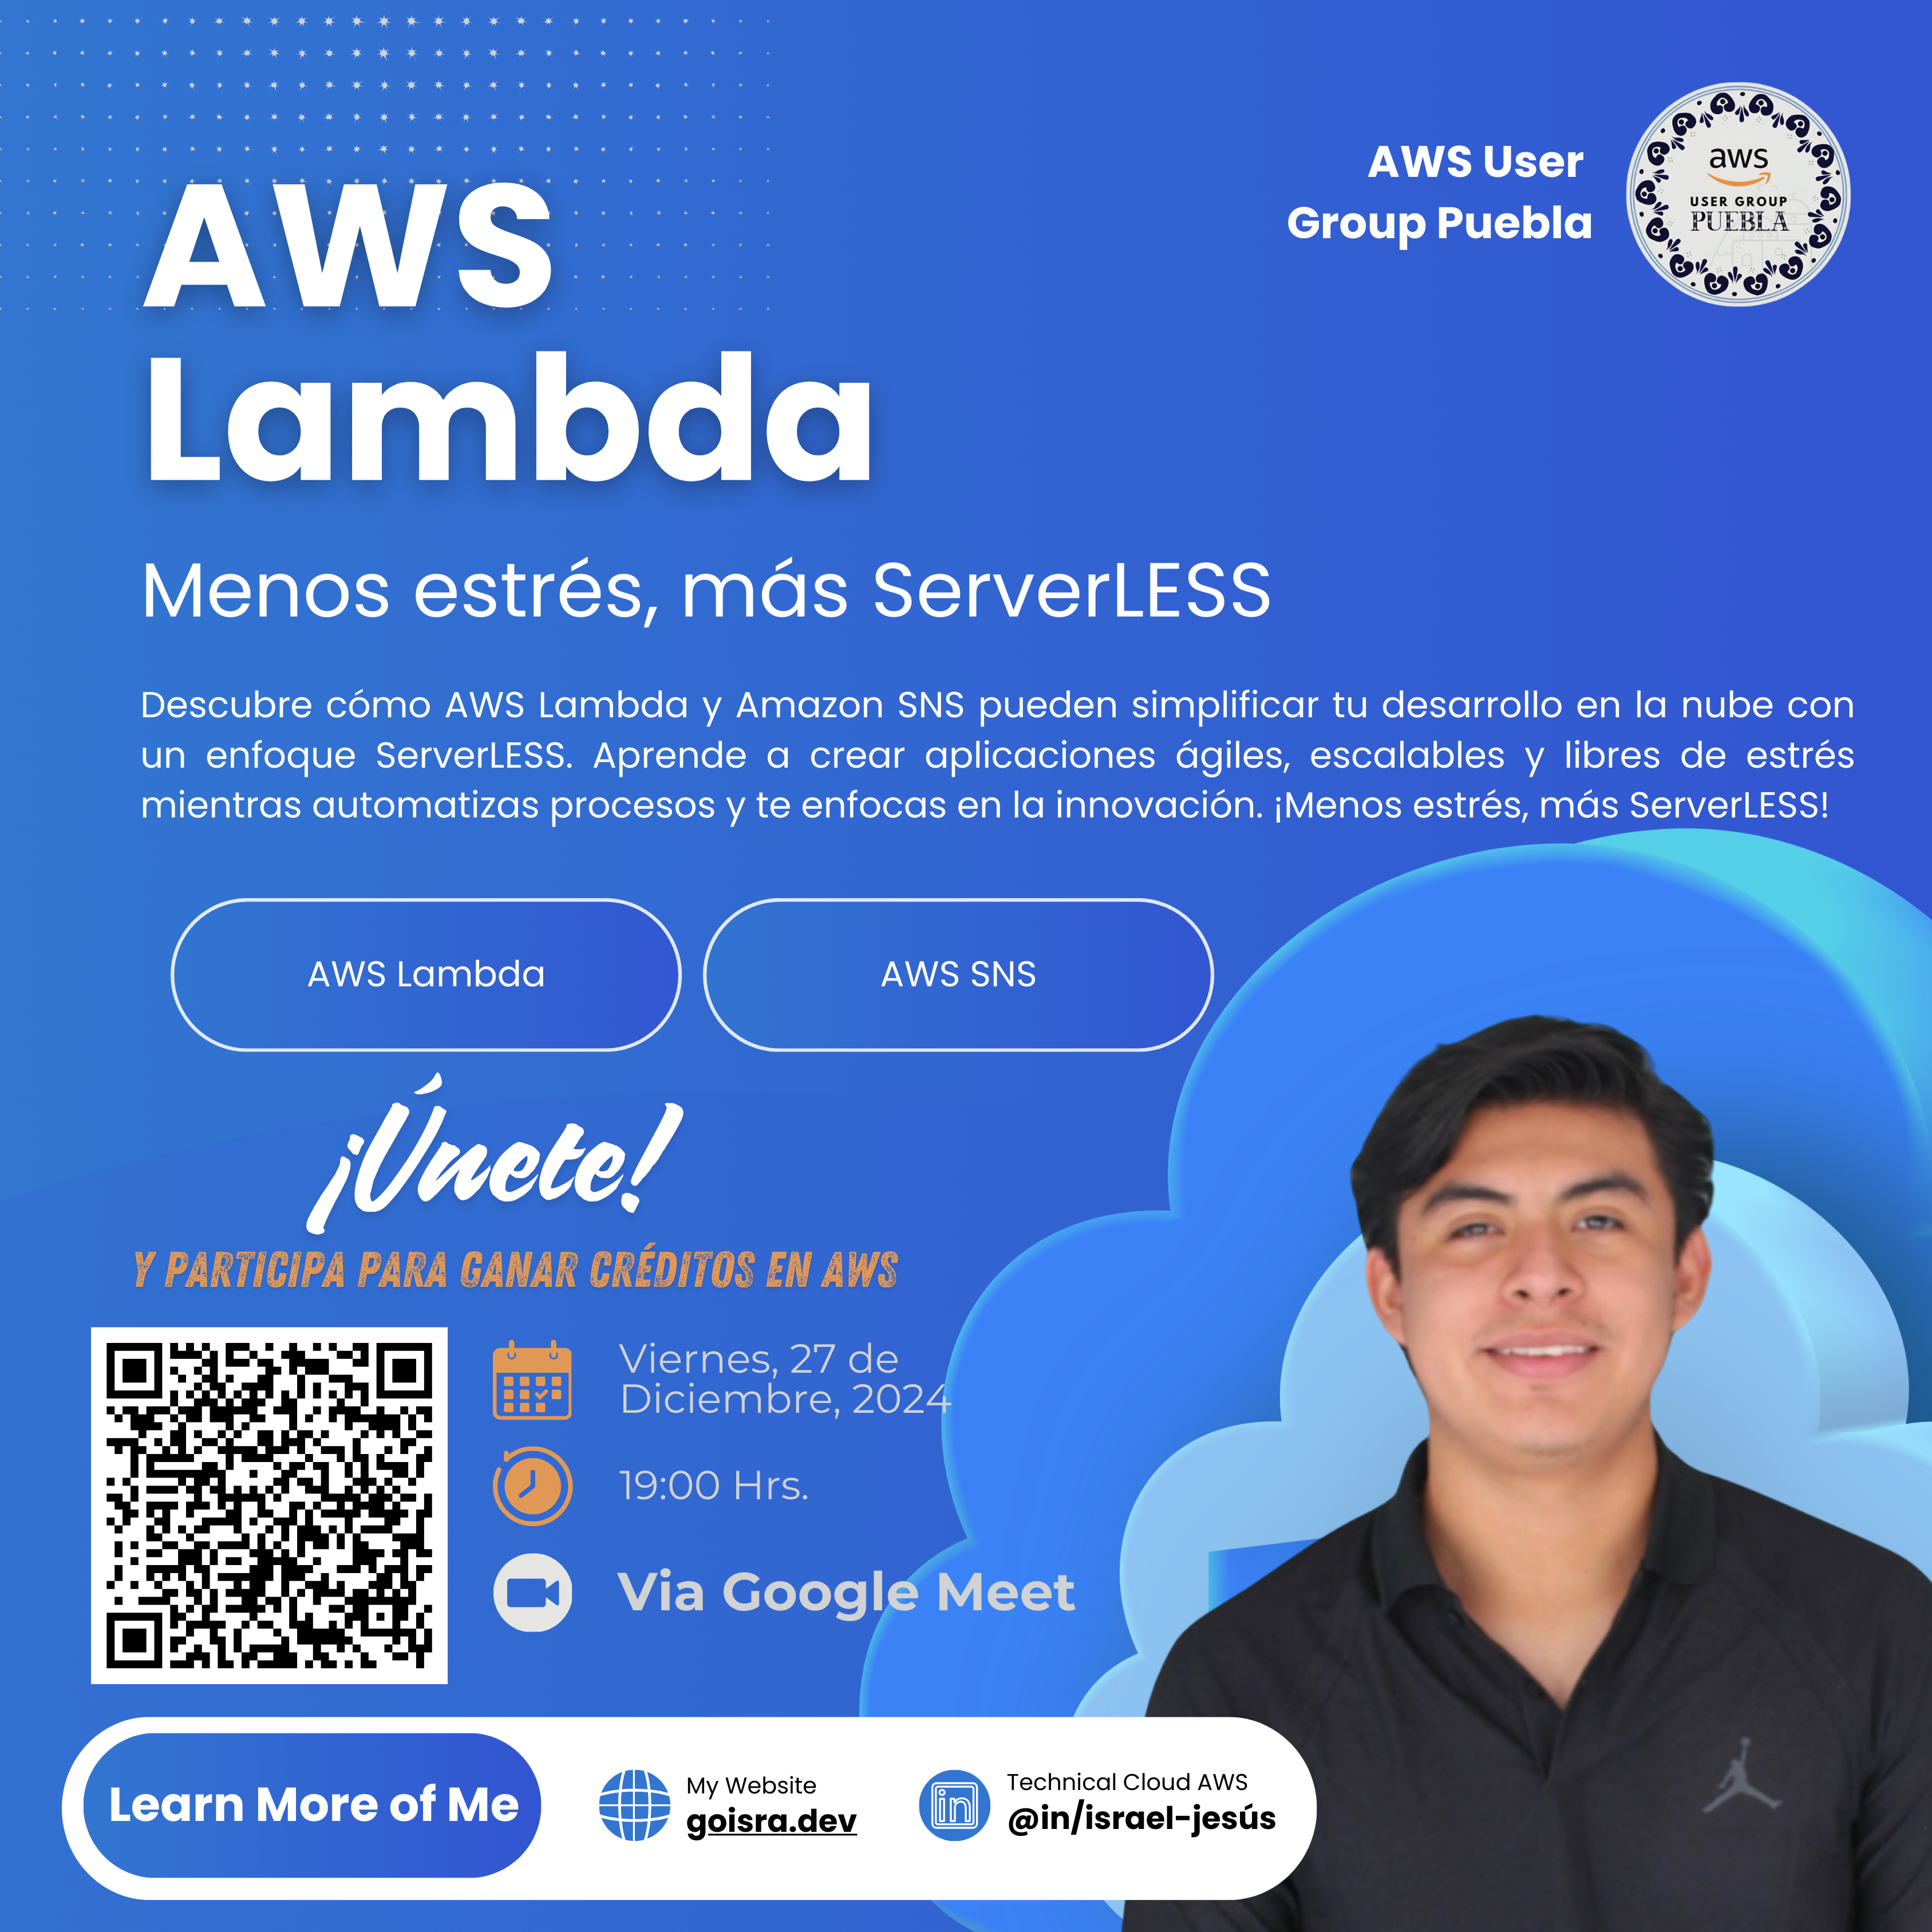 AWS User
Group Puebla
aws
USER GROUP
PUEBLA
AWS
Lambda
Menos estrés, más ServerLESS
Descubre cómo AWS Lambda y Amazon SNS pueden simplificar tu desarrollo en la nube con
un enfoque ServerLESS. Aprende a crear aplicaciones ágiles, escalables y libres de estrés
mientras automatizas procesos y te enfocas en la innovación. ¡Menos estrés, más ServerLESS!
AWS Lambda
AWS SNS
¡Únete!
Y PARTICIPA PARA GANAR CRÉDITOS EN AWS
Viernes, 27 de
Diciembre, 2024
19:00 Hrs.
Via Google Meet
Learn More of Me
My Website
goisra.dev
in
Technical Cloud AWS
@in/israel-jesús